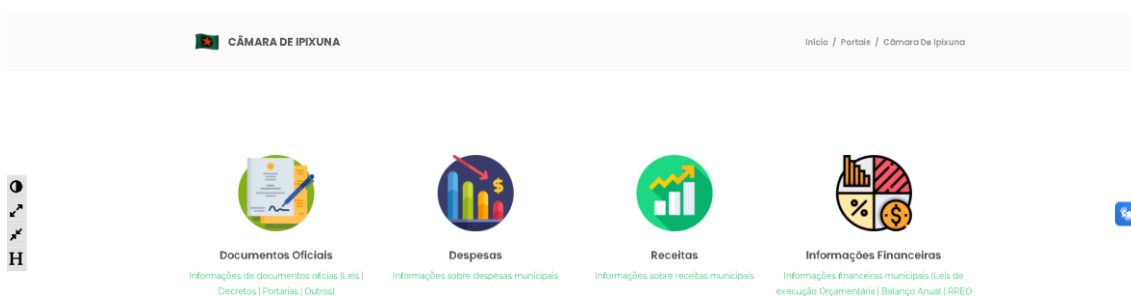 CÂMARA DE IPIXUNA
Início / Portais / Câmara De Ipixuna
H
$
% $
Documentos Oficiais
Informações de documentos oficias (Leis |
Decretos | Portarias | Outros)
Despesas
Informações sobre despesas municipais
Receitas
Informações sobre receitas municipais
Informações Financeiras
Informações financeiras municipais (Leis de
execução Orçamentária | Balanço Anual | RREO